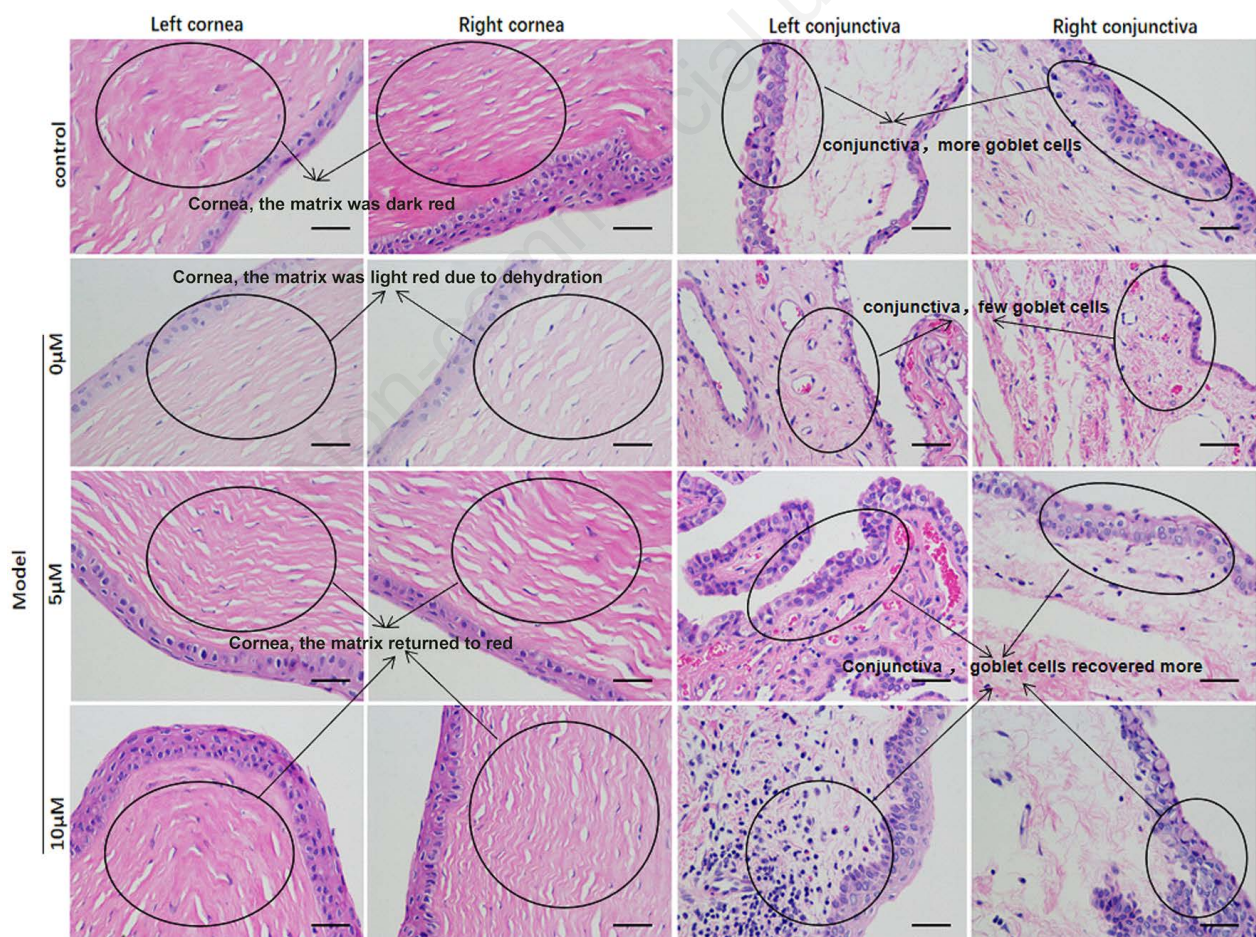 Left cornea
Right cornea
Left conjunctiva
Right conjunctiva
control
conjunctiva，more goblet cells
Cornea, the matrix was dark red
Model
0μM
Cornea, the matrix was light red due to dehydration
conjunctiva，few goblet cells
5μM
Cornea, the matrix returned to red
Conjunctiva， goblet cells recovered more
10μM